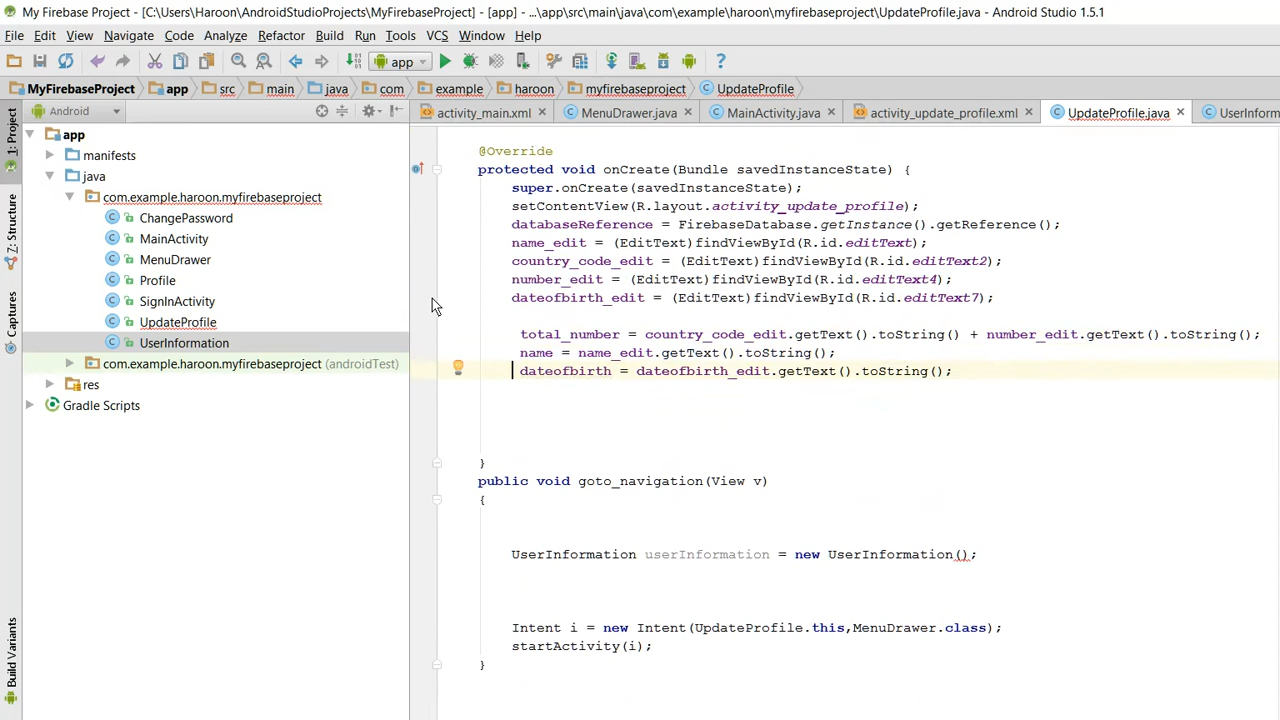 My Firebase Project - [C:\Users\Haroon\AndroidStudioProjects\MyFirebaseProject] - [app] - ...\app\src\main\java\com\example\haroon\myfirebaseproject\UpdateProfile.java - Android Studio 1.5.1
File Edit View Navigate Code Analyze Refactor Build Run Tools VCS Window Help
app
MyFirebaseProject app src main java com example haroon myfirebaseproject UpdateProfile
Android
activity_main.xml MenuDrawer.java MainActivity.java activity_update_profile.xml UpdateProfile.java UserInform
1: Project
7: Structure
Captures
Build Variants
app
manifests
java
com.example.haroon.myfirebaseproject
ChangePassword
MainActivity
MenuDrawer
Profile
SignInActivity
UpdateProfile
UserInformation
com.example.haroon.myfirebaseproject (androidTest)
res
Gradle Scripts
@Override
protected void onCreate(Bundle savedInstanceState) {
super.onCreate(savedInstanceState);
setContentView(R.layout.activity_update_profile);
databaseReference = FirebaseDatabase.getInstance().getReference();
name_edit = (EditText)findViewById(R.id.editText);
country_code_edit = (EditText)findViewById(R.id.editText2);
number_edit = (EditText)findViewById(R.id.editText4);
dateofbirth_edit = (EditText)findViewById(R.id.editText7);
total_number = country_code_edit.getText().toString() + number_edit.getText().toString();
name = name_edit.getText().toString();
dateofbirth = dateofbirth_edit.getText().toString();
}
public void goto_navigation(View v)
{
UserInformation userInformation = new UserInformation();
Intent i = new Intent(UpdateProfile.this,MenuDrawer.class);
startActivity(i);
}